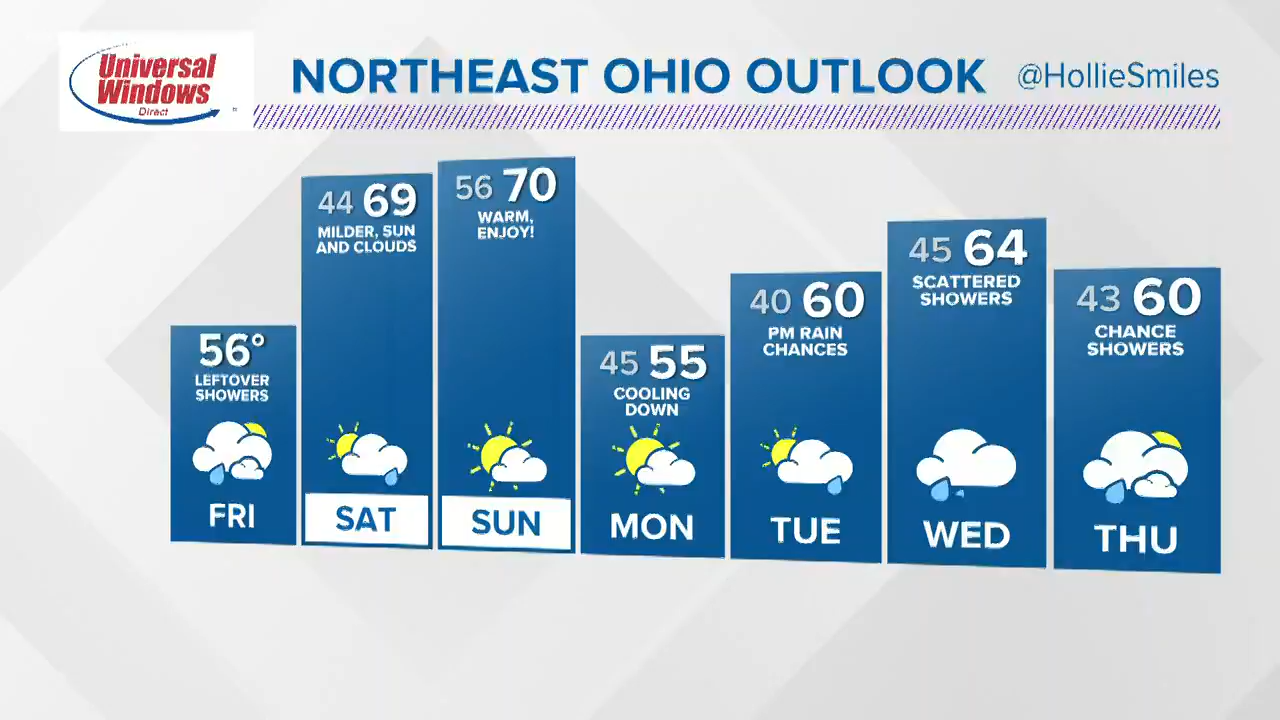 Universal
Windows
Direct
NORTHEAST OHIO OUTLOOK
@HollieSmiles
56°
LEFTOVER
SHOWERS
FRI
44 69
MILDER, SUN
AND CLOUDS
SAT
56 70
WARM,
ENJOY!
SUN
45 55
COOLING
DOWN
MON
40 60
PM RAIN
CHANCES
TUE
45 64
SCATTERED
SHOWERS
WED
43 60
CHANCE
SHOWERS
THU